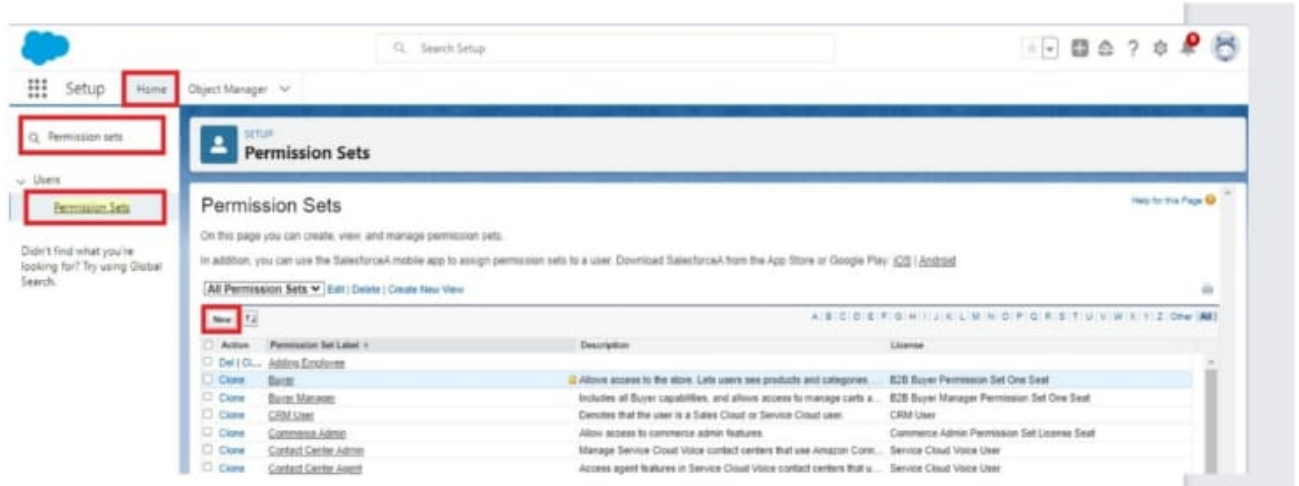 Search Setup
?
Setup
Home
Object Manager
Permission sets
Users
Permission Sets
Didn't find what you're
looking for? Try using Global
Search.
SETUP
Permission Sets
Permission Sets
Help for this Page
On this page you can create, view, and manage permission sets.
In addition, you can use the SalesforceA mobile app to assign permission sets to a user. Download SalesforceA from the App Store or Google Play: iOS | Android
All Permission Sets Edit | Delete | Create New View
New
A | B | C | D | E | F | G | H | I | J | K | L | M | N | O | P | Q | R | S | T | U | V | W | X | Y | Z Other All
Action Permission Set Label Description License
Del | Cl... Adding Employee
Clone Buyer Allows access to the store. Lets users see products and categories. ... B2B Buyer Permission Set One Seat
Clone Buyer Manager Includes all Buyer capabilities, and allows access to manage carts a... B2B Buyer Manager Permission Set One Seat
Clone CRM User Denotes that the user is a Sales Cloud or Service Cloud user. CRM User
Clone Commerce Admin Allow access to commerce admin features. Commerce Admin Permission Set License Seat
Clone Contact Center Admin Manage Service Cloud Voice contact centers that use Amazon Conn... Service Cloud Voice User
Clone Contact Center Agent Access agent features in Service Cloud Voice contact centers that u... Service Cloud Voice User